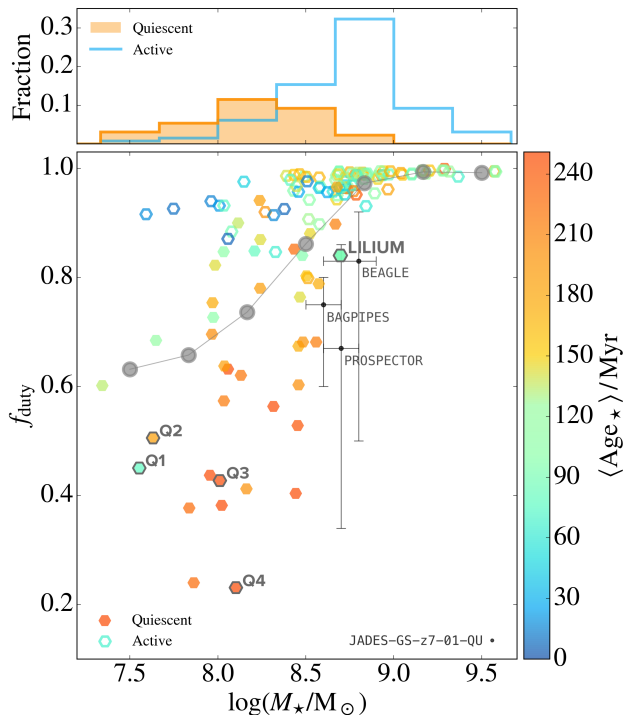 0.3
0.2
0.1
Fraction
Quiescent
Active
1.0
0.8
0.6
0.4
0.2
f_duty
LILIUM
BEAGLE
BAGPIPES
PROSPECTOR
Q2
Q1
Q3
Q4
Quiescent
Active
JADES-GS-z7-01-QU
7.5 8.0 8.5 9.0 9.5
log(M⋆/M⊙)
240
210
180
150
120
90
60
30
0
⟨Age⋆⟩/Myr